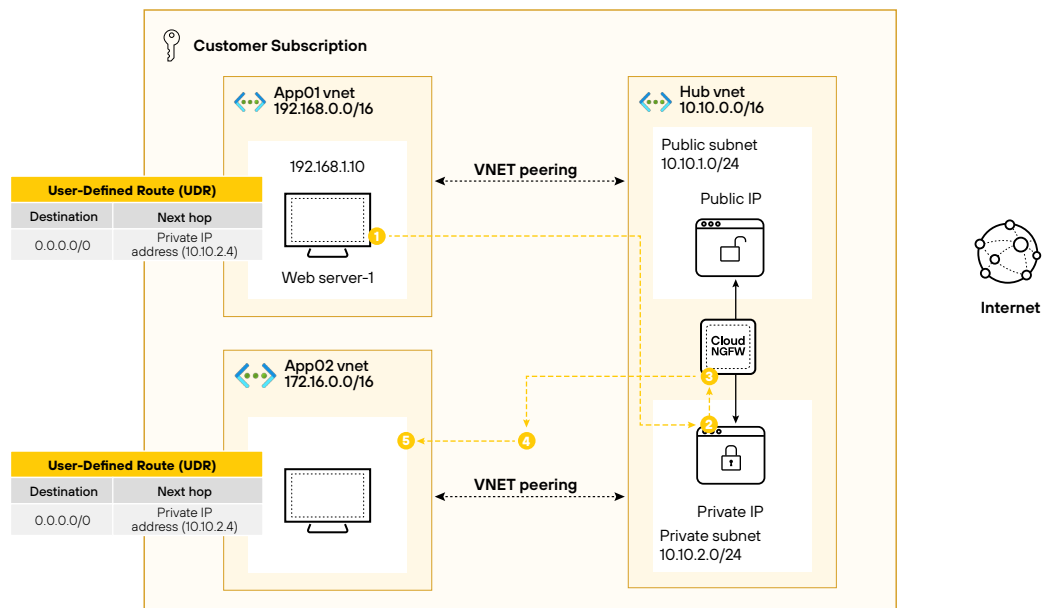 Customer Subscription
App01 vnet
192.168.0.0/16
192.168.1.10
Web server-1
1
User-Defined Route (UDR)
Destination Next hop
0.0.0.0/0 Private IP
address (10.10.2.4)
VNET peering
Hub vnet
10.10.0.0/16
Public subnet
10.10.1.0/24
Public IP
Cloud
NGFW
3
2
Private IP
Private subnet
10.10.2.0/24
Internet
App02 vnet
172.16.0.0/16
5
4
User-Defined Route (UDR)
Destination Next hop
0.0.0.0/0 Private IP
address (10.10.2.4)
VNET peering